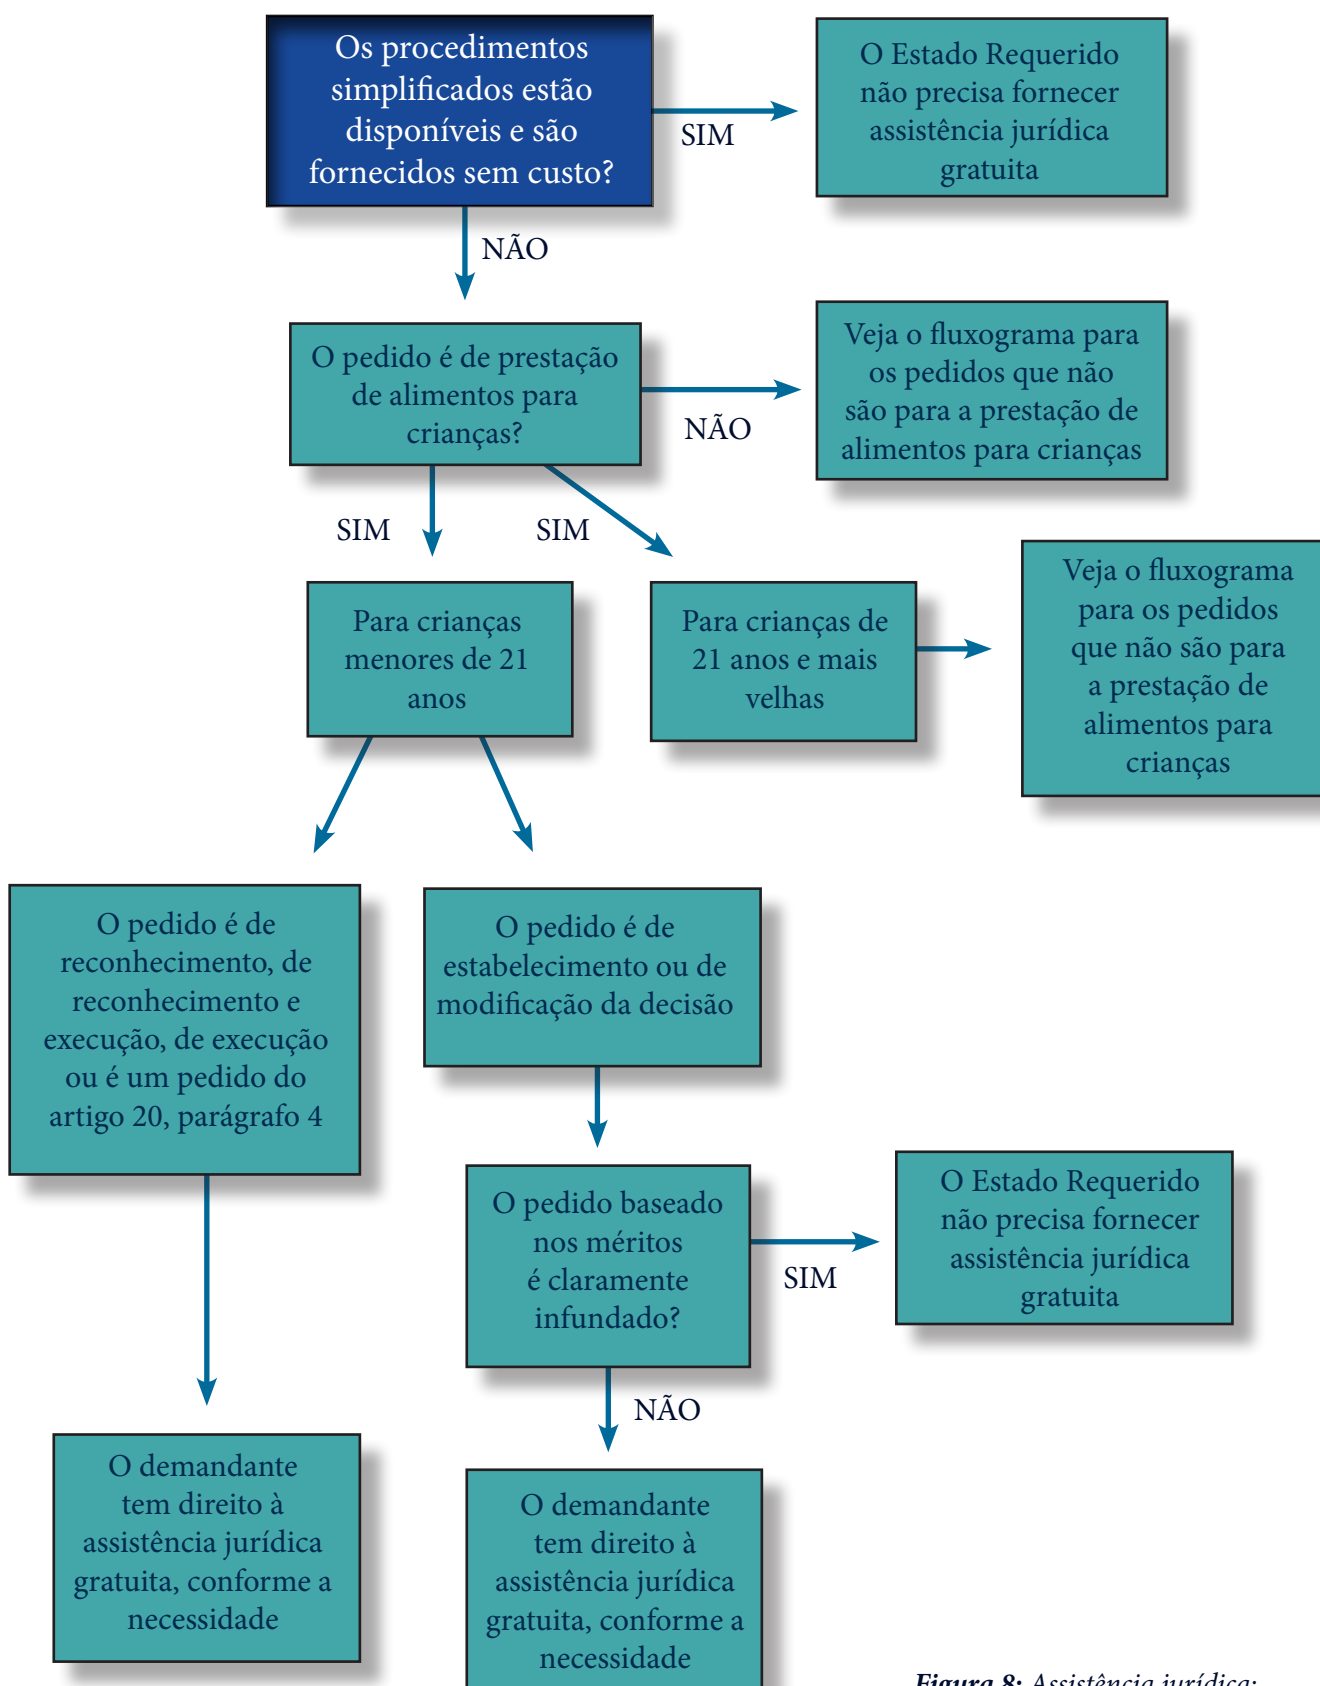 Os procedimentos
simplificados estão
disponíveis e são
fornecidos sem custo?
SIM
O Estado Requerido
não precisa fornecer
assistência jurídica
gratuita
NÃO
O pedido é de prestação
de alimentos para
crianças?
NÃO
Veja o fluxograma para
os pedidos que não
são para a prestação de
alimentos para crianças
SIM
SIM
Para crianças
menores de 21
anos
Para crianças de
21 anos e mais
velhas
Veja o fluxograma
para os pedidos
que não são para
a prestação de
alimentos para
crianças
O pedido é de
reconhecimento, de
reconhecimento e
execução, de execução
ou é um pedido do
artigo 20, parágrafo 4
O pedido é de
estabelecimento ou de
modificação da decisão
O pedido baseado
nos méritos
é claramente
infundado?
SIM
O Estado Requerido
não precisa fornecer
assistência jurídica
gratuita
NÃO
O demandante
tem direito à
assistência jurídica
gratuita, conforme a
necessidade
O demandante
tem direito à
assistência jurídica
gratuita, conforme a
necessidade
Figura 8: Assistência jurídica: